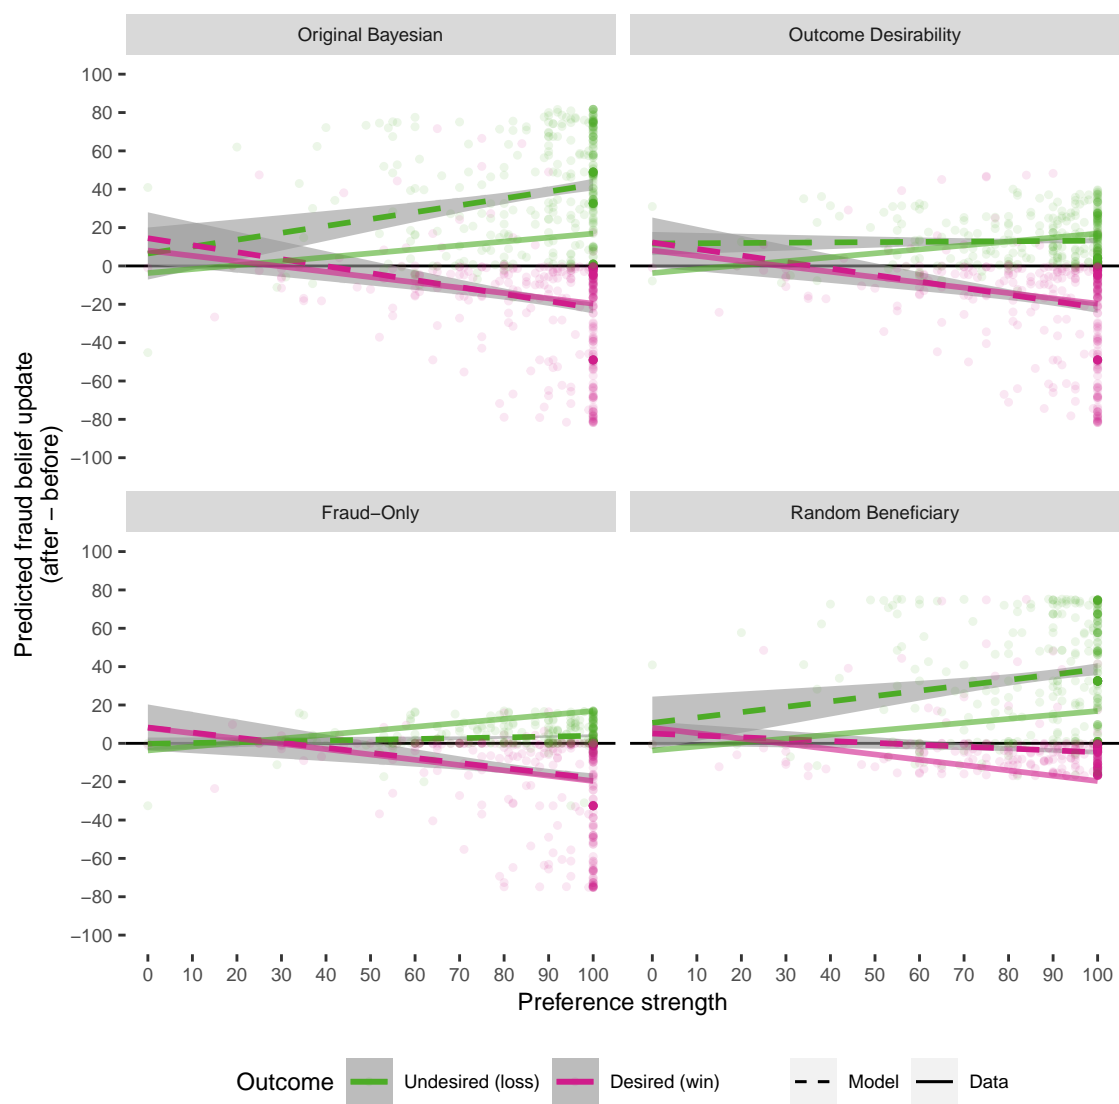 Original Bayesian
Outcome Desirability
100
80
60
40
20
0
−20
−40
−60
−80
−100
Fraud−Only
Random Beneficiary
100
80
60
40
20
0
−20
−40
−60
−80
−100
0 10 20 30 40 50 60 70 80 90 100
0 10 20 30 40 50 60 70 80 90 100
Predicted fraud belief update
(after − before)
Preference strength
Outcome Undesired (loss) Desired (win) Model Data